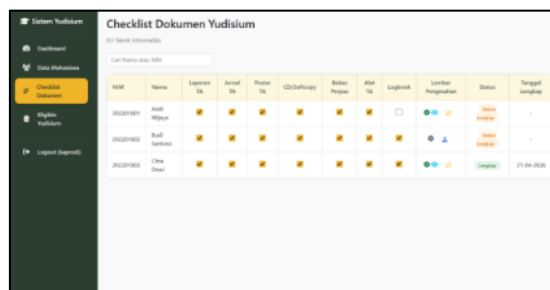 Sistem Yudisium
Dashboard
Data Mahasiswa
Checklist Dokumen
Eligible Yudisium
Logout (kaprodi)
Checklist Dokumen Yudisium
D3 Teknik Informatika
Cari Nama atau NIM
NIM Nama Laporan TA Jurnal TA Poster TA CD/Softcopy Bebas Perpus Alat TA Logbook Lembar Pengesahan Status Tanggal Lengkap
202201001 Andi Wijaya Belum lengkap -
202201002 Budi Santoso Belum lengkap -
202201003 Citra Dewi Lengkap 21-04-2026